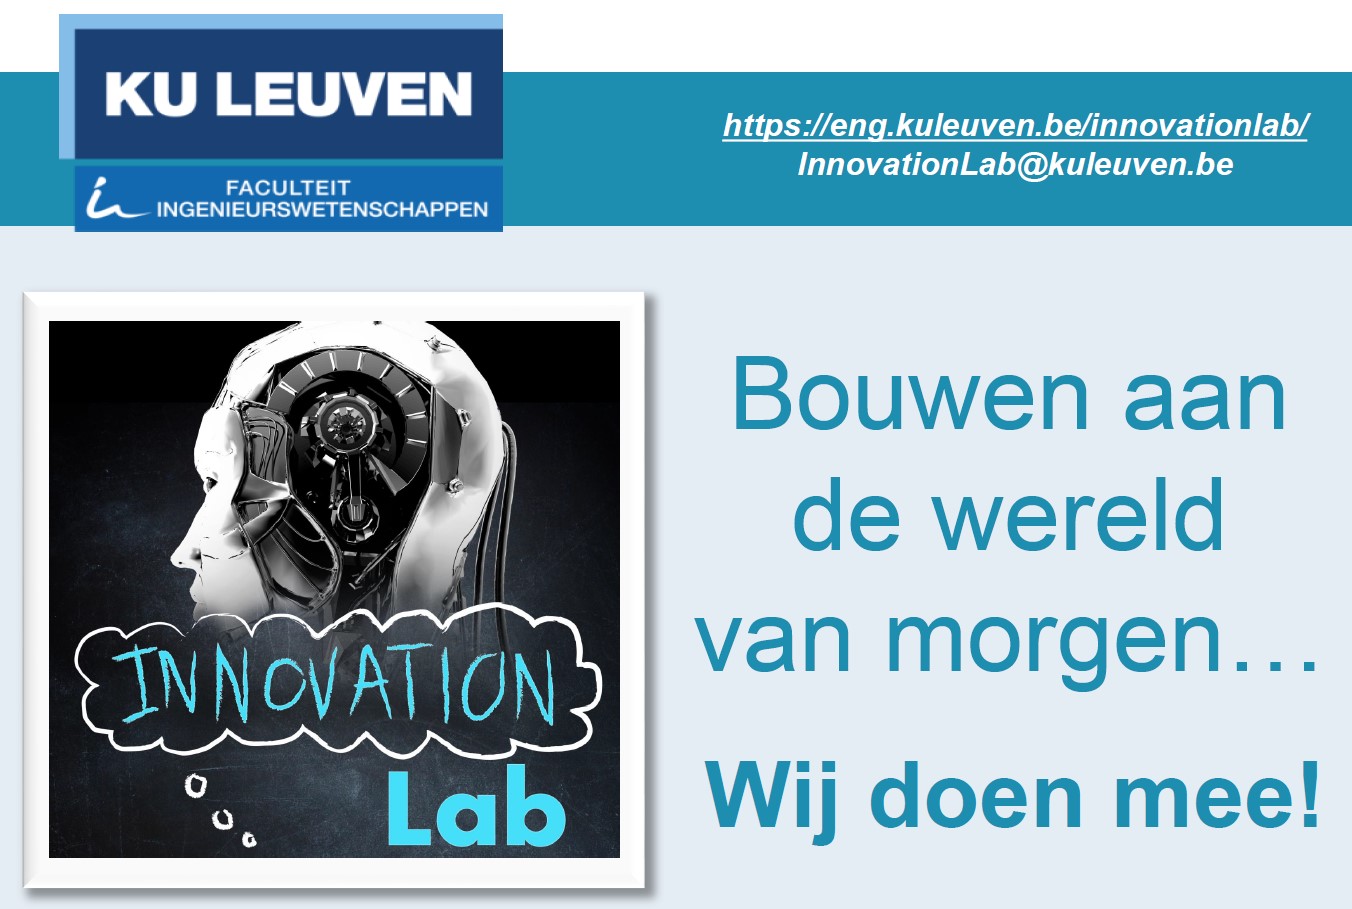 KU LEUVEN
FACULTEIT
INGENIEURSWETENSCHAPPEN
https://eng.kuleuven.be/innovationlab/
InnovationLab@kuleuven.be
INNOVATION
Lab
Bouwen aan
de wereld
van morgen…
Wij doen mee!